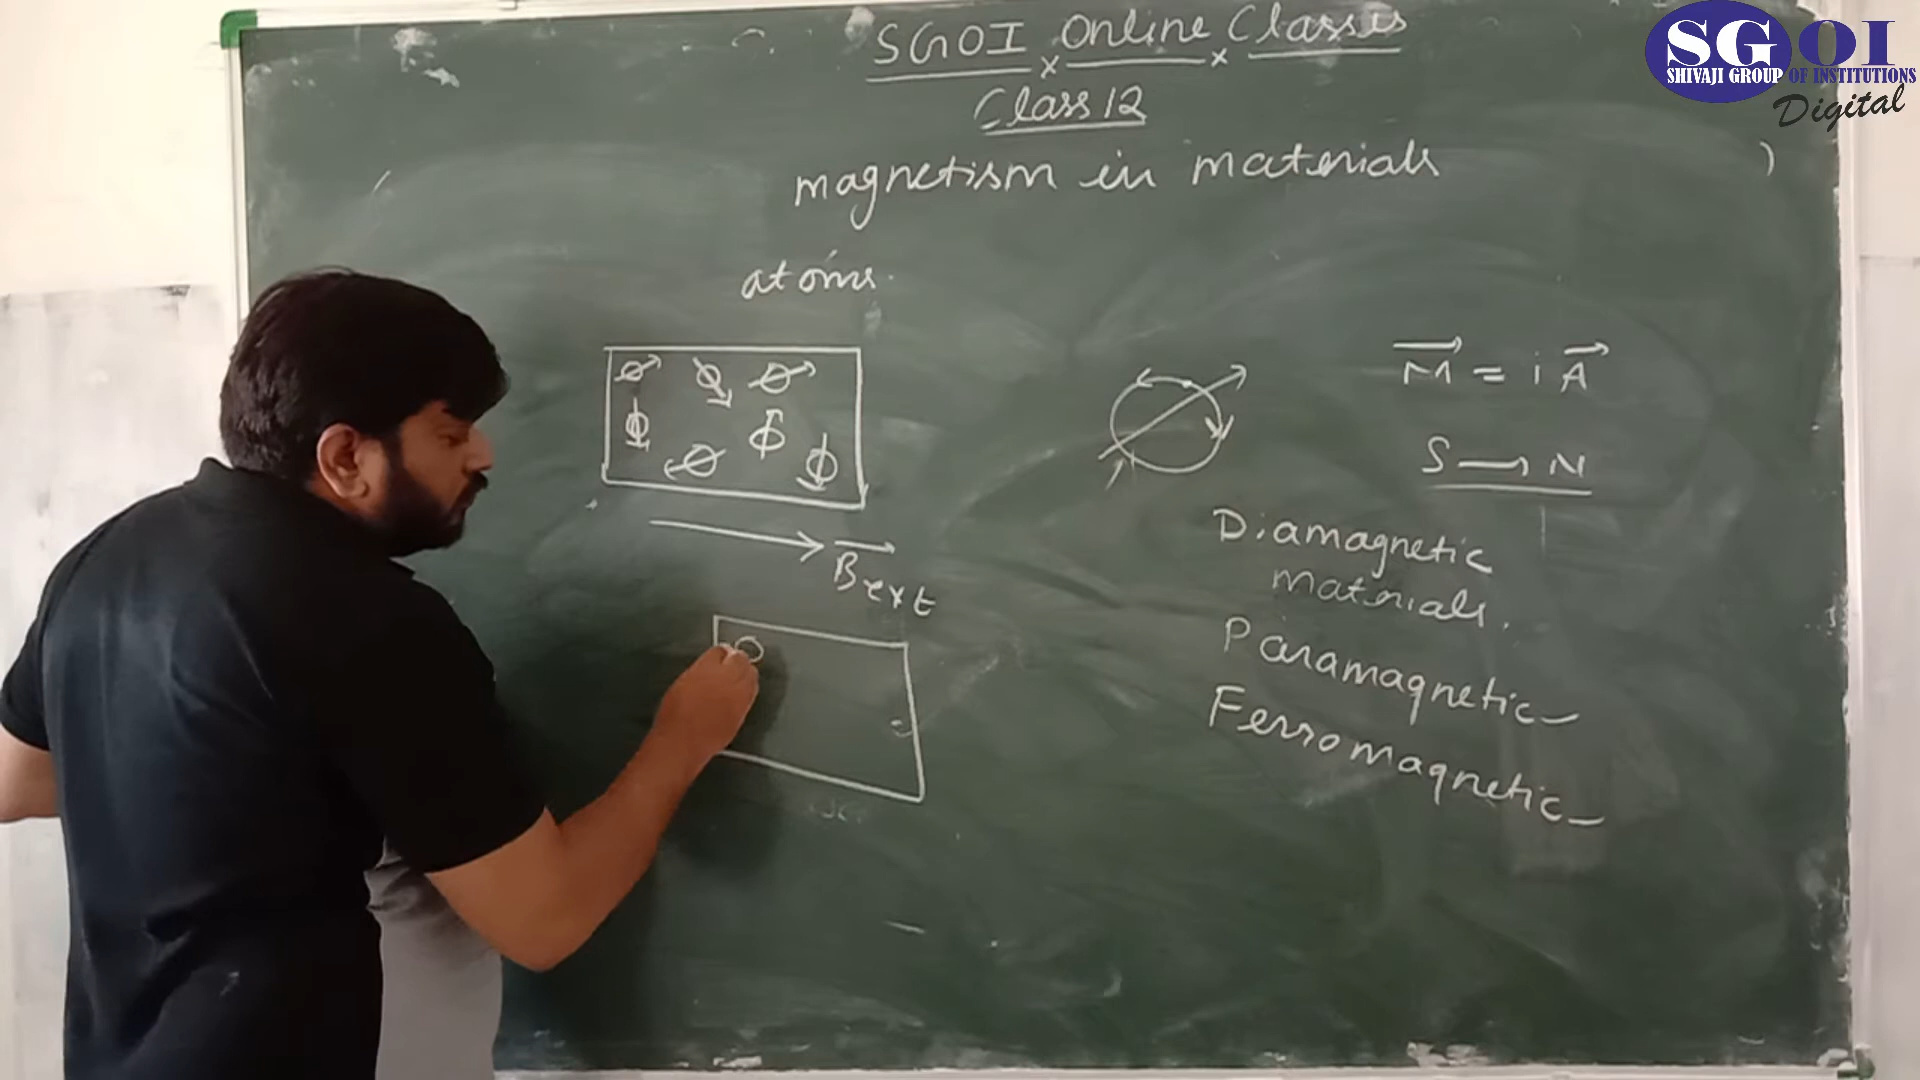 SGOI Online Classes
Class 12
magnetism in materials
atoms.
M = i A
S → N
B ext
Diamagnetic
materials.
Paramagnetic
Ferromagnetic
SGOI
SHIVAJI GROUP OF INSTITUTIONS
Digital